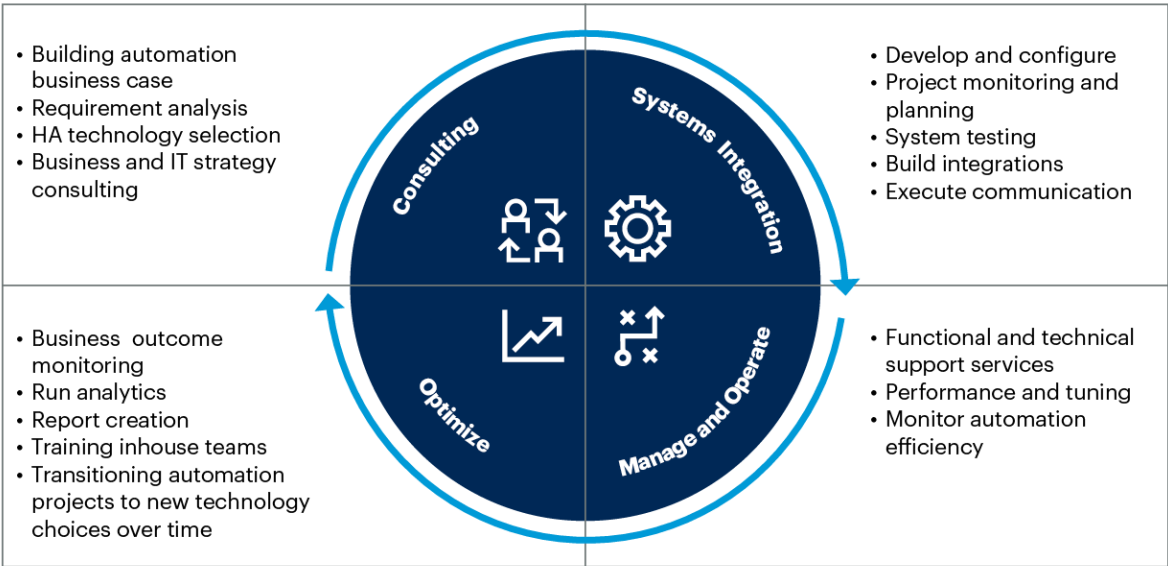 • Building automation
business case
• Requirement analysis
• HA technology selection
• Business and IT strategy
consulting
Consulting
Systems Integration
• Develop and configure
• Project monitoring and
planning
• System testing
• Build integrations
• Execute communication
• Business outcome
monitoring
• Run analytics
• Report creation
• Training inhouse teams
• Transitioning automation
projects to new technology
choices over time
Optimize
Manage and Operate
• Functional and technical
support services
• Performance and tuning
• Monitor automation
efficiency